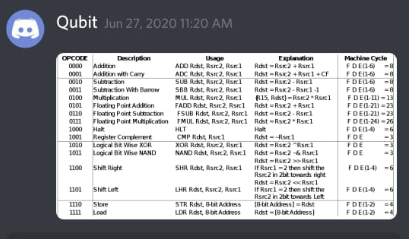 Qubit Jun 27, 2020 11:20 AM
OPCODE Description Usage Explanation Machine Cycle
0000 Addition ADD Rdst, Rsrc2, Rsrc1 Rdst = Rsrc2 + Rsrc1 F D E(1-6) =8
0001 Addition with Carry ADC Rdst, Rsrc2, Rsrc1 Rdst = Rsrc2 + Rsrc1 + CF F D E(1-6) =8
0010 Subtraction SUB Rdst, Rsrc2, Rsrc1 Rdst = Rsrc2 - Rsrc1 F D E(1-6) =8
0011 Subtraction With Barrow SBB Rdst, Rsrc2, Rsrc1 Rdst = Rsrc2 - Rsrc1 -1 F D E(1-6) =8
0100 Multiplication MUL Rdst, Rsrc2, Rsrc1 {R15, Rdst}= Rsrc2 * Rsrc1 F D E(1-11) =13
0101 Floating Point Addition FADD Rdst, Rsrc2, Rsrc1 Rdst = Rsrc2 + Rsrc1 F D E(1-21) =23
0110 Floating Point Subtraction FSUB Rdst, Rsrc2, Rsrc1 Rdst = Rsrc2 - Rsrc1 F D E(1-21) =23
0111 Floating Point Multiplication FMUL Rdst, Rsrc2, Rsrc1 Rdst = Rsrc2 * Rsrc1 F D E(1-24) =26
1000 Halt HLT Halt F D E(1-4) =6
1001 Register Complement CMP Rdst, Rsrc1 Rdst = ~Rsrc1 F D E =3
1010 Logical Bit Wise XOR XOR Rdst, Rsrc2, Rsrc1 Rdst = Rsrc2 ^ Rsrc1 F D E =3
1011 Logical Bit Wise NAND NAND Rdst, Rsrc2, Rsrc1 Rdst = Rsrc2 ~& Rsrc1 F D E =3
Rdst = Rsrc2 >> Rsrc1
1100 Shift Right SHR Rdst, Rsrc2, Rsrc1 If Rsrc1 = 2 then shift the F D E(1-4) =6
Rsrc2 in 2bit towards right
Rdst = Rsrc2 << Rsrc1
1101 Shift Left LHR Rdst, Rsrc2, Rsrc1 If Rsrc1 = 2 then shift the F D E(1-4) =6
Rsrc2 in 2bit towards Left
1110 Store STR Rdst, 8-bit Address [8-bit Address] = Rdst F D E(1-2) =4
1111 Load LDR Rdst, 8-bit Address Rdst = [8-bit Address] F D E(1-2) =4